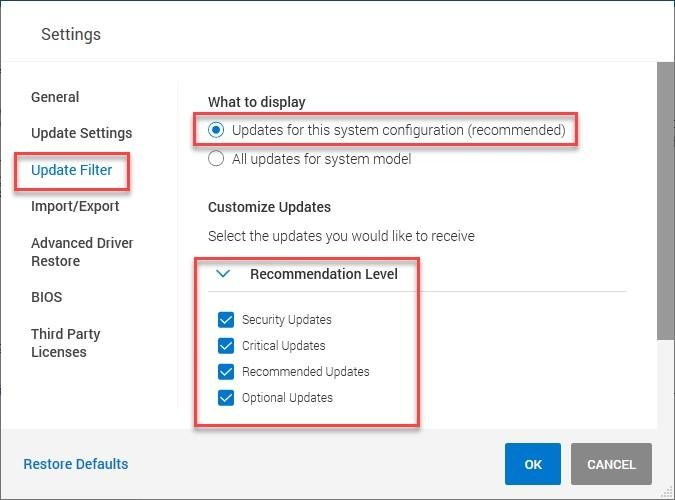 Settings
General
Update Settings
Update Filter
Import/Export
Advanced Driver
Restore
BIOS
Third Party
Licenses
What to display
Updates for this system configuration (recommended)
All updates for system model
Customize Updates
Select the updates you would like to receive
Recommendation Level
Security Updates
Critical Updates
Recommended Updates
Optional Updates
Restore Defaults
OK
CANCEL